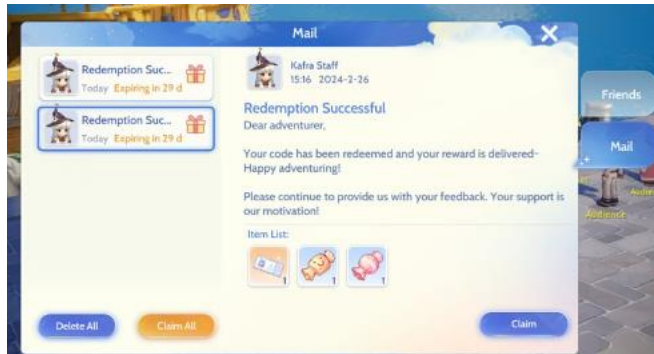 Mail
Redemption Suc...
Today Expiring in 29 d
Redemption Suc...
Today Expiring in 29 d
Kafra Staff
15:16 2024-2-26
Redemption Successful
Dear adventurer,
Your code has been redeemed and your reward is delivered~
Happy adventuring!
Please continue to provide us with your feedback. Your support is
our motivation!
Item List:
1
1
1
Delete All
Claim All
Claim
Friends
Mail
Audience